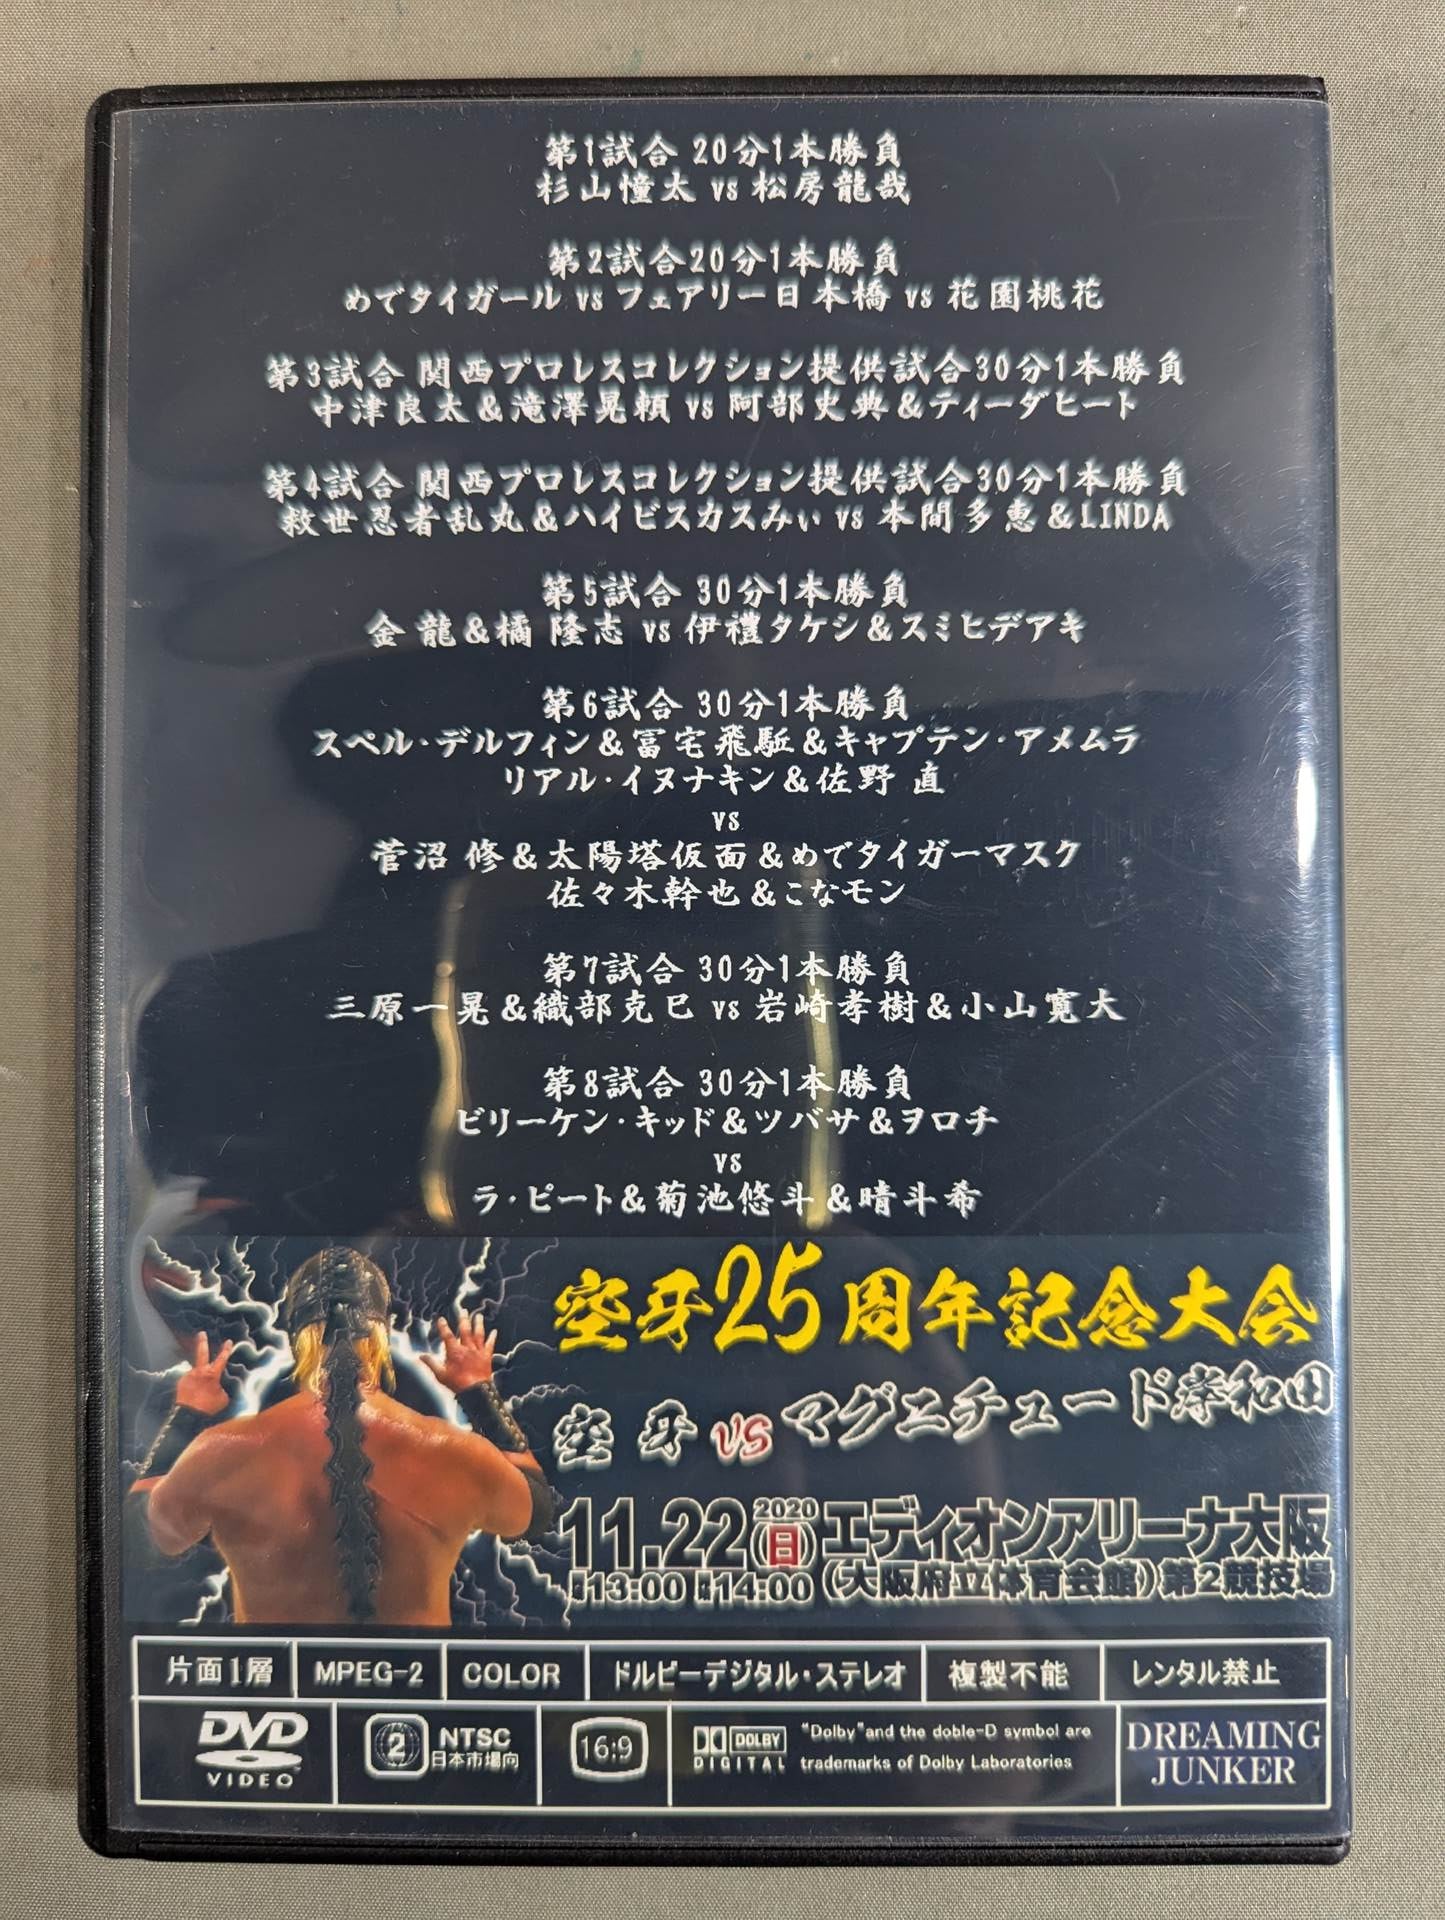 第1試合 20分1本勝負
杉山憧太 vs 松房龍哉
第2試合20分1本勝負
めでタイガール vs フェアリー日本橋 vs 花園桃花
第3試合 関西プロレスコレクション提供試合30分1本勝負
中津良太&滝澤晃頼 vs 阿部史典&ティーダヒート
第4試合 関西プロレスコレクション提供試合30分1本勝負
救世忍者乱丸&ハイビスカスみぃ vs 本間多恵&LINDA
第5試合 30分1本勝負
金 龍&橘 隆志 vs 伊禮タケシ&スミヒデアキ
第6試合 30分1本勝負
スペル・デルフィン&冨宅飛駈&キャプテン・アメムラ
リアル・イヌナキン&佐野 直
vs
菅沼 修&太陽塔仮面&めでタイガーマスク
佐々木幹也&こなモン
第7試合 30分1本勝負
三原一晃&織部克巳 vs 岩崎孝樹&小山寛大
第8試合 30分1本勝負
ビリーケン・キッド&ツバサ&ヲロチ
vs
ラ・ピート&菊池悠斗&晴斗希
空牙25周年記念大会
空 牙 vs マグニチュード岸和田
11.22 2020 (日) エディオンアリーナ大阪
13:00 14:00 (大阪府立体育会館) 第2競技場
片面1層 MPEG-2 COLOR ドルビーデジタル・ステレオ 複製不能 レンタル禁止
DVD VIDEO 2 NTSC 日本市場向 16:9 DOLBY DIGITAL "Dolby"and the doble-D symbol are trademarks of Dolby Laboratories DREAMING JUNKER